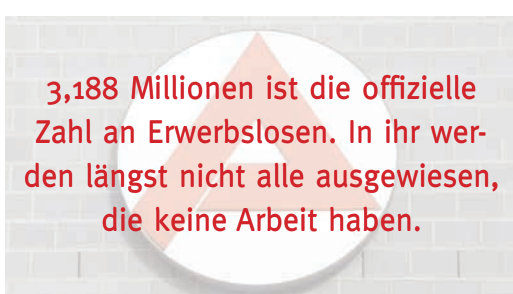 3,188 Millionen ist die offizielle
Zahl an Erwerbslosen. In ihr wer-
den längst nicht alle ausgewiesen,
die keine Arbeit haben.